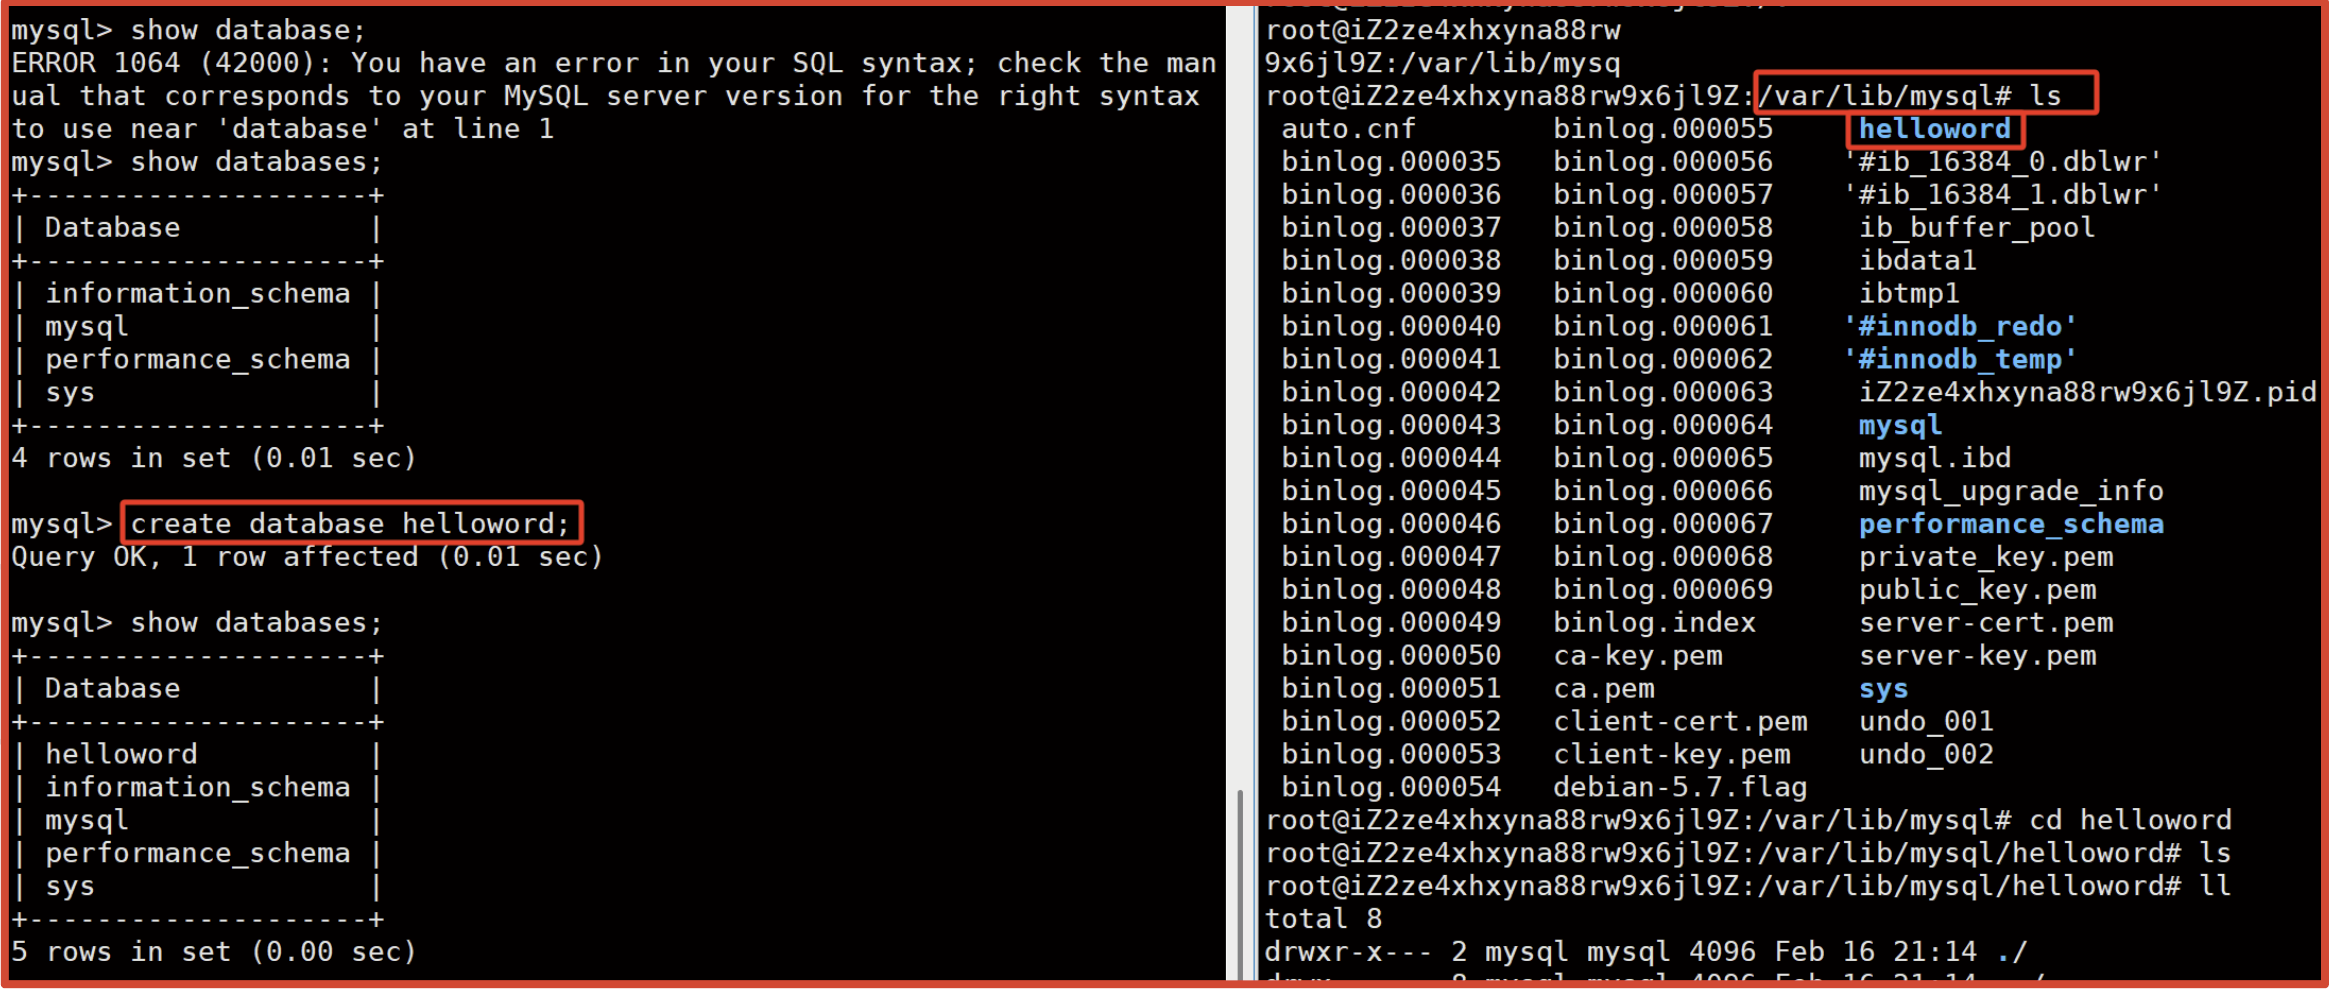 mysql> show database;
ERROR 1064 (42000): You have an error in your SQL syntax; check the man
ual that corresponds to your MySQL server version for the right syntax
to use near 'database' at line 1
mysql> show databases;
+--------------------+
| Database           |
+--------------------+
| information_schema |
| mysql              |
| performance_schema |
| sys                |
+--------------------+
4 rows in set (0.01 sec)
mysql> create database helloword;
Query OK, 1 row affected (0.01 sec)
mysql> show databases;
+--------------------+
| Database           |
+--------------------+
| helloword          |
| information_schema |
| mysql              |
| performance_schema |
| sys                |
+--------------------+
5 rows in set (0.00 sec)
root@iZ2ze4xhxyna88rw
9x6jl9Z:/var/lib/mysq
root@iZ2ze4xhxyna88rw9x6jl9Z:/var/lib/mysql# ls
auto.cnf binlog.000055 helloword
binlog.000035 binlog.000056 '#ib_16384_0.dblwr'
binlog.000036 binlog.000057 '#ib_16384_1.dblwr'
binlog.000037 binlog.000058 ib_buffer_pool
binlog.000038 binlog.000059 ibdata1
binlog.000039 binlog.000060 ibtmp1
binlog.000040 binlog.000061 '#innodb_redo'
binlog.000041 binlog.000062 '#innodb_temp'
binlog.000042 binlog.000063 iZ2ze4xhxyna88rw9x6jl9Z.pid
binlog.000043 binlog.000064 mysql
binlog.000044 binlog.000065 mysql.ibd
binlog.000045 binlog.000066 mysql_upgrade_info
binlog.000046 binlog.000067 performance_schema
binlog.000047 binlog.000068 private_key.pem
binlog.000048 binlog.000069 public_key.pem
binlog.000049 binlog.index server-cert.pem
binlog.000050 ca-key.pem server-key.pem
binlog.000051 ca.pem sys
binlog.000052 client-cert.pem undo_001
binlog.000053 client-key.pem undo_002
binlog.000054 debian-5.7.flag
root@iZ2ze4xhxyna88rw9x6jl9Z:/var/lib/mysql# cd helloword
root@iZ2ze4xhxyna88rw9x6jl9Z:/var/lib/mysql/helloword# ls
root@iZ2ze4xhxyna88rw9x6jl9Z:/var/lib/mysql/helloword# ll
total 8
drwxr-x--- 2 mysql mysql 4096 Feb 16 21:14 ./